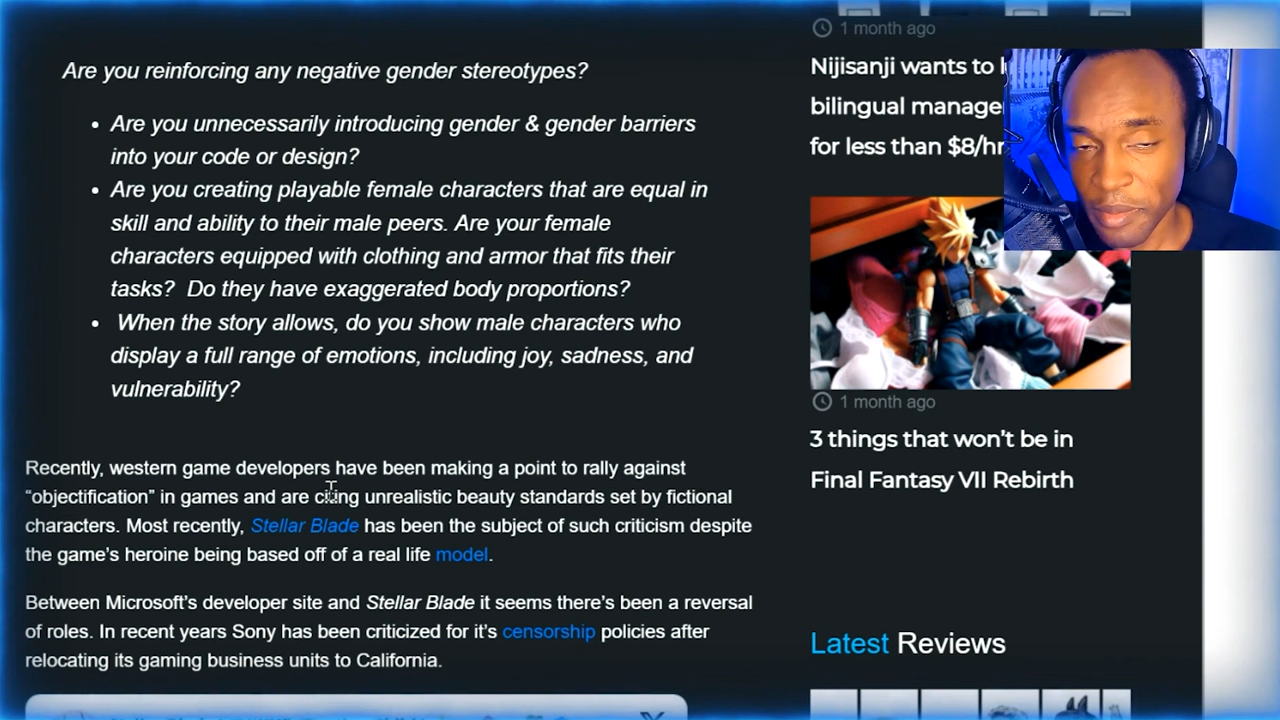 Are you reinforcing any negative gender stereotypes?
• Are you unnecessarily introducing gender & gender barriers
into your code or design?
• Are you creating playable female characters that are equal in
skill and ability to their male peers. Are your female
characters equipped with clothing and armor that fits their
tasks?  Do they have exaggerated body proportions?
• When the story allows, do you show male characters who
display a full range of emotions, including joy, sadness, and
vulnerability?
Recently, western game developers have been making a point to rally against
“objectification” in games and are citing unrealistic beauty standards set by fictional
characters. Most recently, Stellar Blade has been the subject of such criticism despite
the game’s heroine being based off of a real life model.
Between Microsoft’s developer site and Stellar Blade it seems there’s been a reversal
of roles. In recent years Sony has been criticized for it’s censorship policies after
relocating its gaming business units to California.
1 month ago
Nijisanji wants to
bilingual
for less than $8/hr
1 month ago
3 things that won’t be in
Final Fantasy VII Rebirth
Latest Reviews